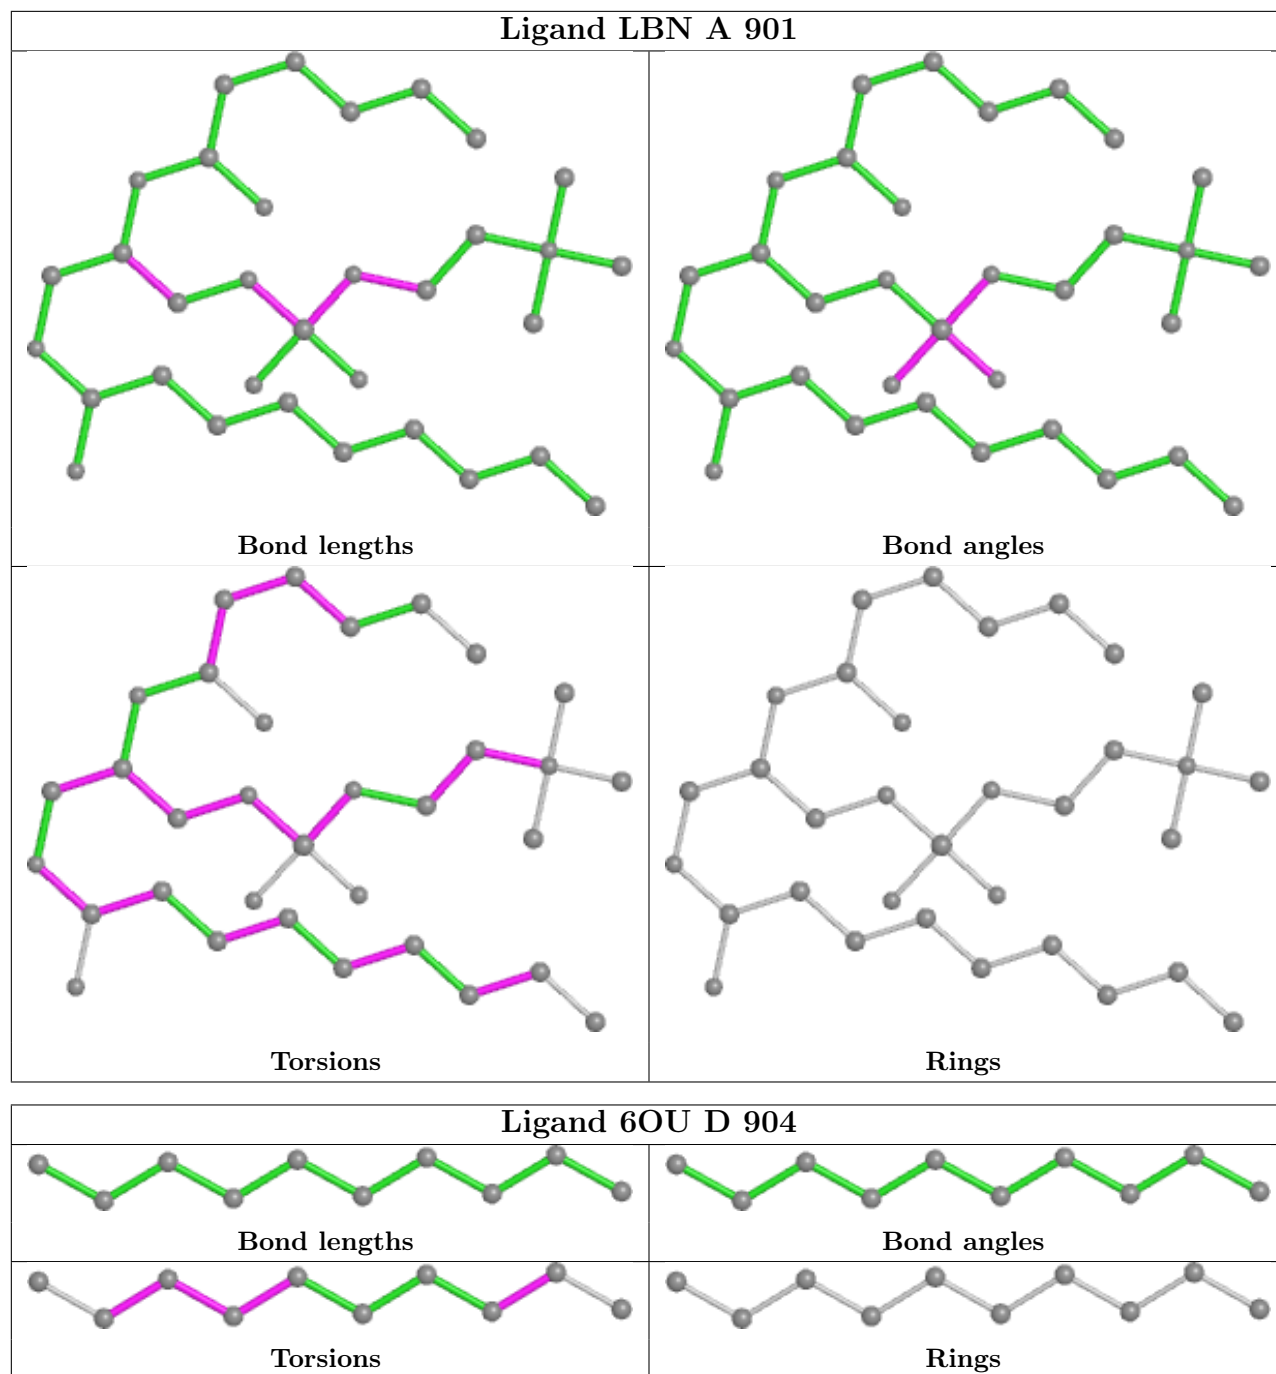 Ligand LBN A 901
Bond lengths
Bond angles
Torsions
Rings
Ligand 6OU D 904
Bond lengths
Bond angles
Torsions
Rings